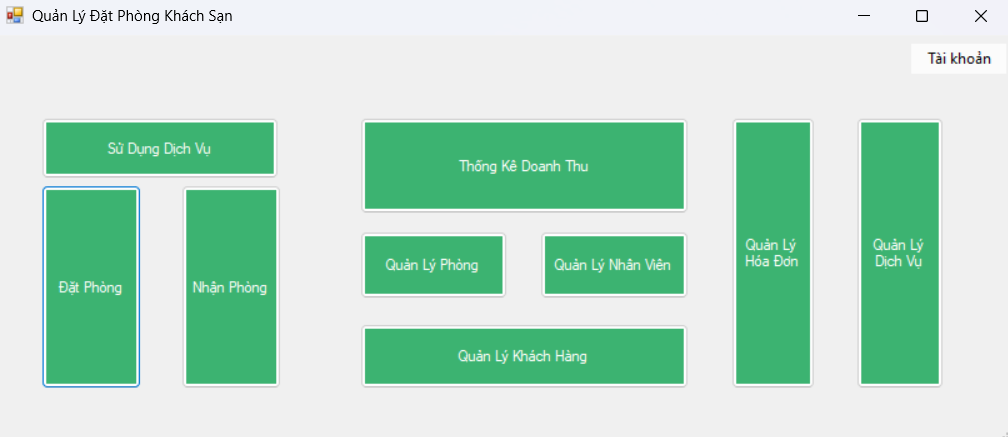 Quản Lý Đặt Phòng Khách Sạn
Tài khoản
Sử Dụng Dịch Vụ
Đặt Phòng
Nhận Phòng
Thống Kê Doanh Thu
Quản Lý Phòng
Quản Lý Nhân Viên
Quản Lý Khách Hàng
Quản Lý
Hóa Đơn
Quản Lý
Dịch Vụ